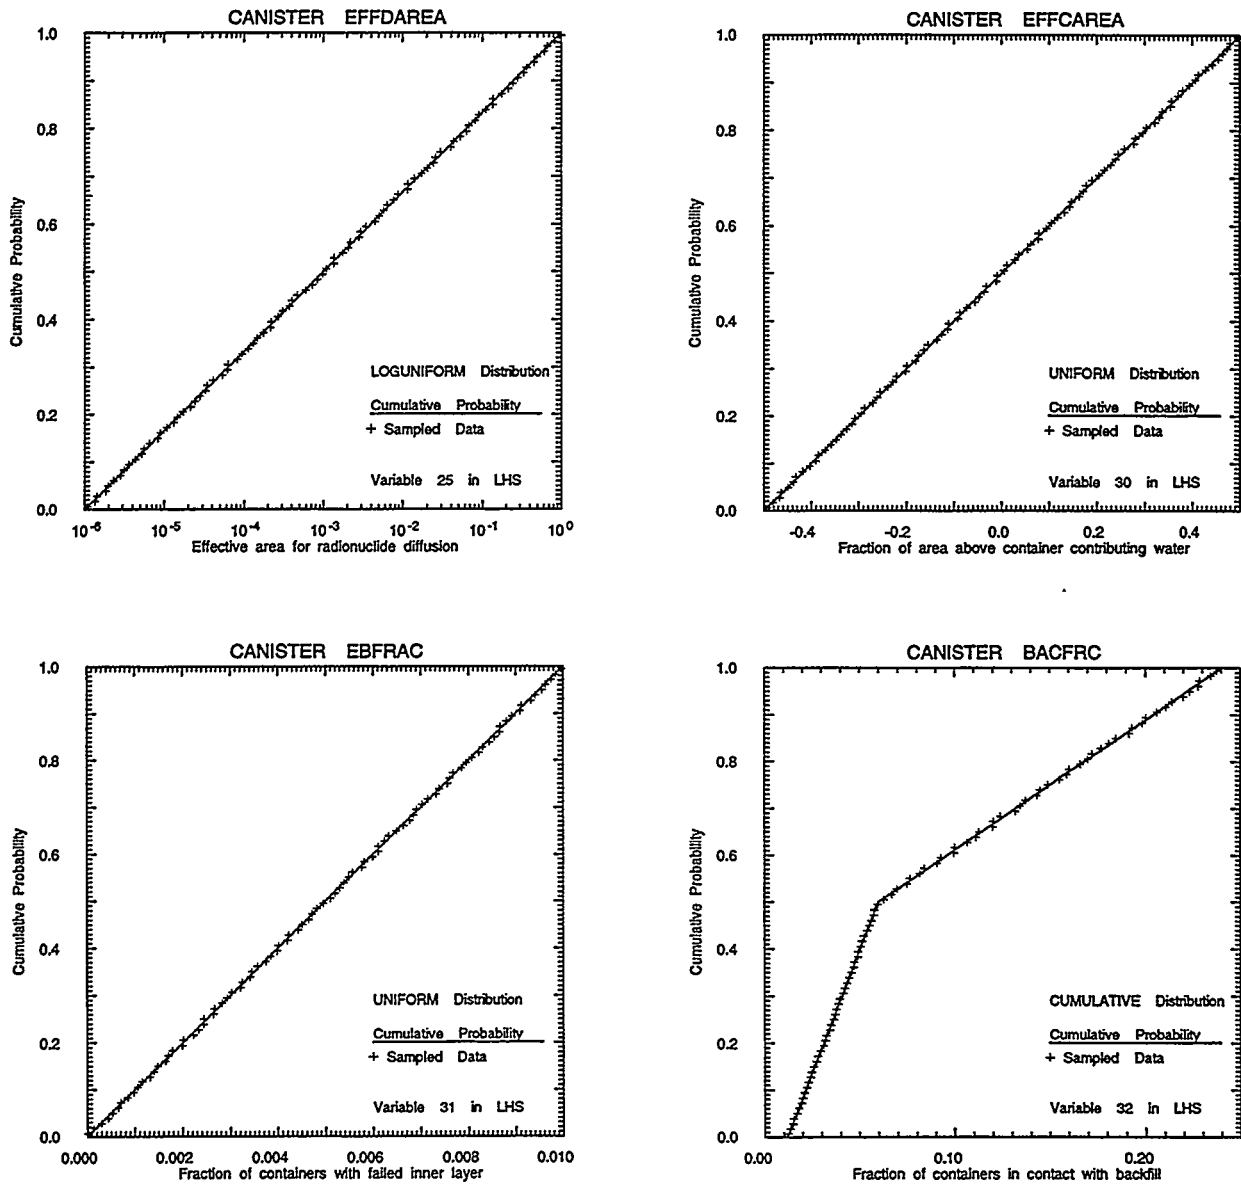 CANISTER EFFDAREA
1.0
0.8
0.6
0.4
0.2
0.0
Cumulative Probability
LOGUNIFORM Distribution
Cumulative Probability
+ Sampled Data
Variable 25 in LHS
10-6 10-5 10-4 10-3 10-2 10-1 100
Effective area for radionuclide diffusion
CANISTER EFFCAREA
1.0
0.8
0.6
0.4
0.2
0.0
Cumulative Probability
UNIFORM Distribution
Cumulative Probability
+ Sampled Data
Variable 30 in LHS
-0.4 -0.2 0.0 0.2 0.4
Fraction of area above container contributing water
CANISTER EBFRAC
1.0
0.8
0.6
0.4
0.2
0.0
Cumulative Probability
UNIFORM Distribution
Cumulative Probability
+ Sampled Data
Variable 31 in LHS
0.000 0.002 0.004 0.006 0.008 0.010
Fraction of containers with failed inner layer
CANISTER BACFRC
1.0
0.8
0.6
0.4
0.2
0.0
Cumulative Probability
CUMULATIVE Distribution
Cumulative Probability
+ Sampled Data
Variable 32 in LHS
0.00 0.10 0.20
Fraction of containers in contact with backfill